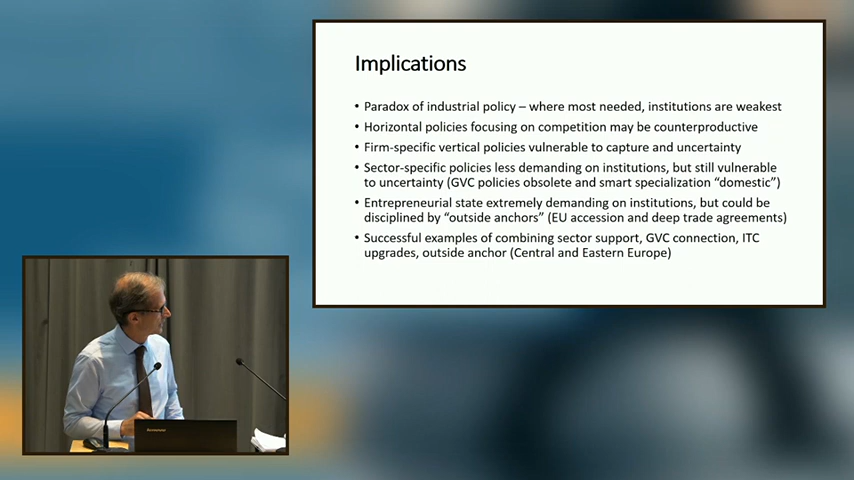 Implications
• Paradox of industrial policy – where most needed, institutions are weakest
• Horizontal policies focusing on competition may be counterproductive
• Firm-specific vertical policies vulnerable to capture and uncertainty
• Sector-specific policies less demanding on institutions, but still vulnerable
to uncertainty (GVC policies obsolete and smart specialization “domestic”)
• Entrepreneurial state extremely demanding on institutions, but could be
disciplined by “outside anchors” (EU accession and deep trade agreements)
• Successful examples of combining sector support, GVC connection, ITC
upgrades, outside anchor (Central and Eastern Europe)
lenovo